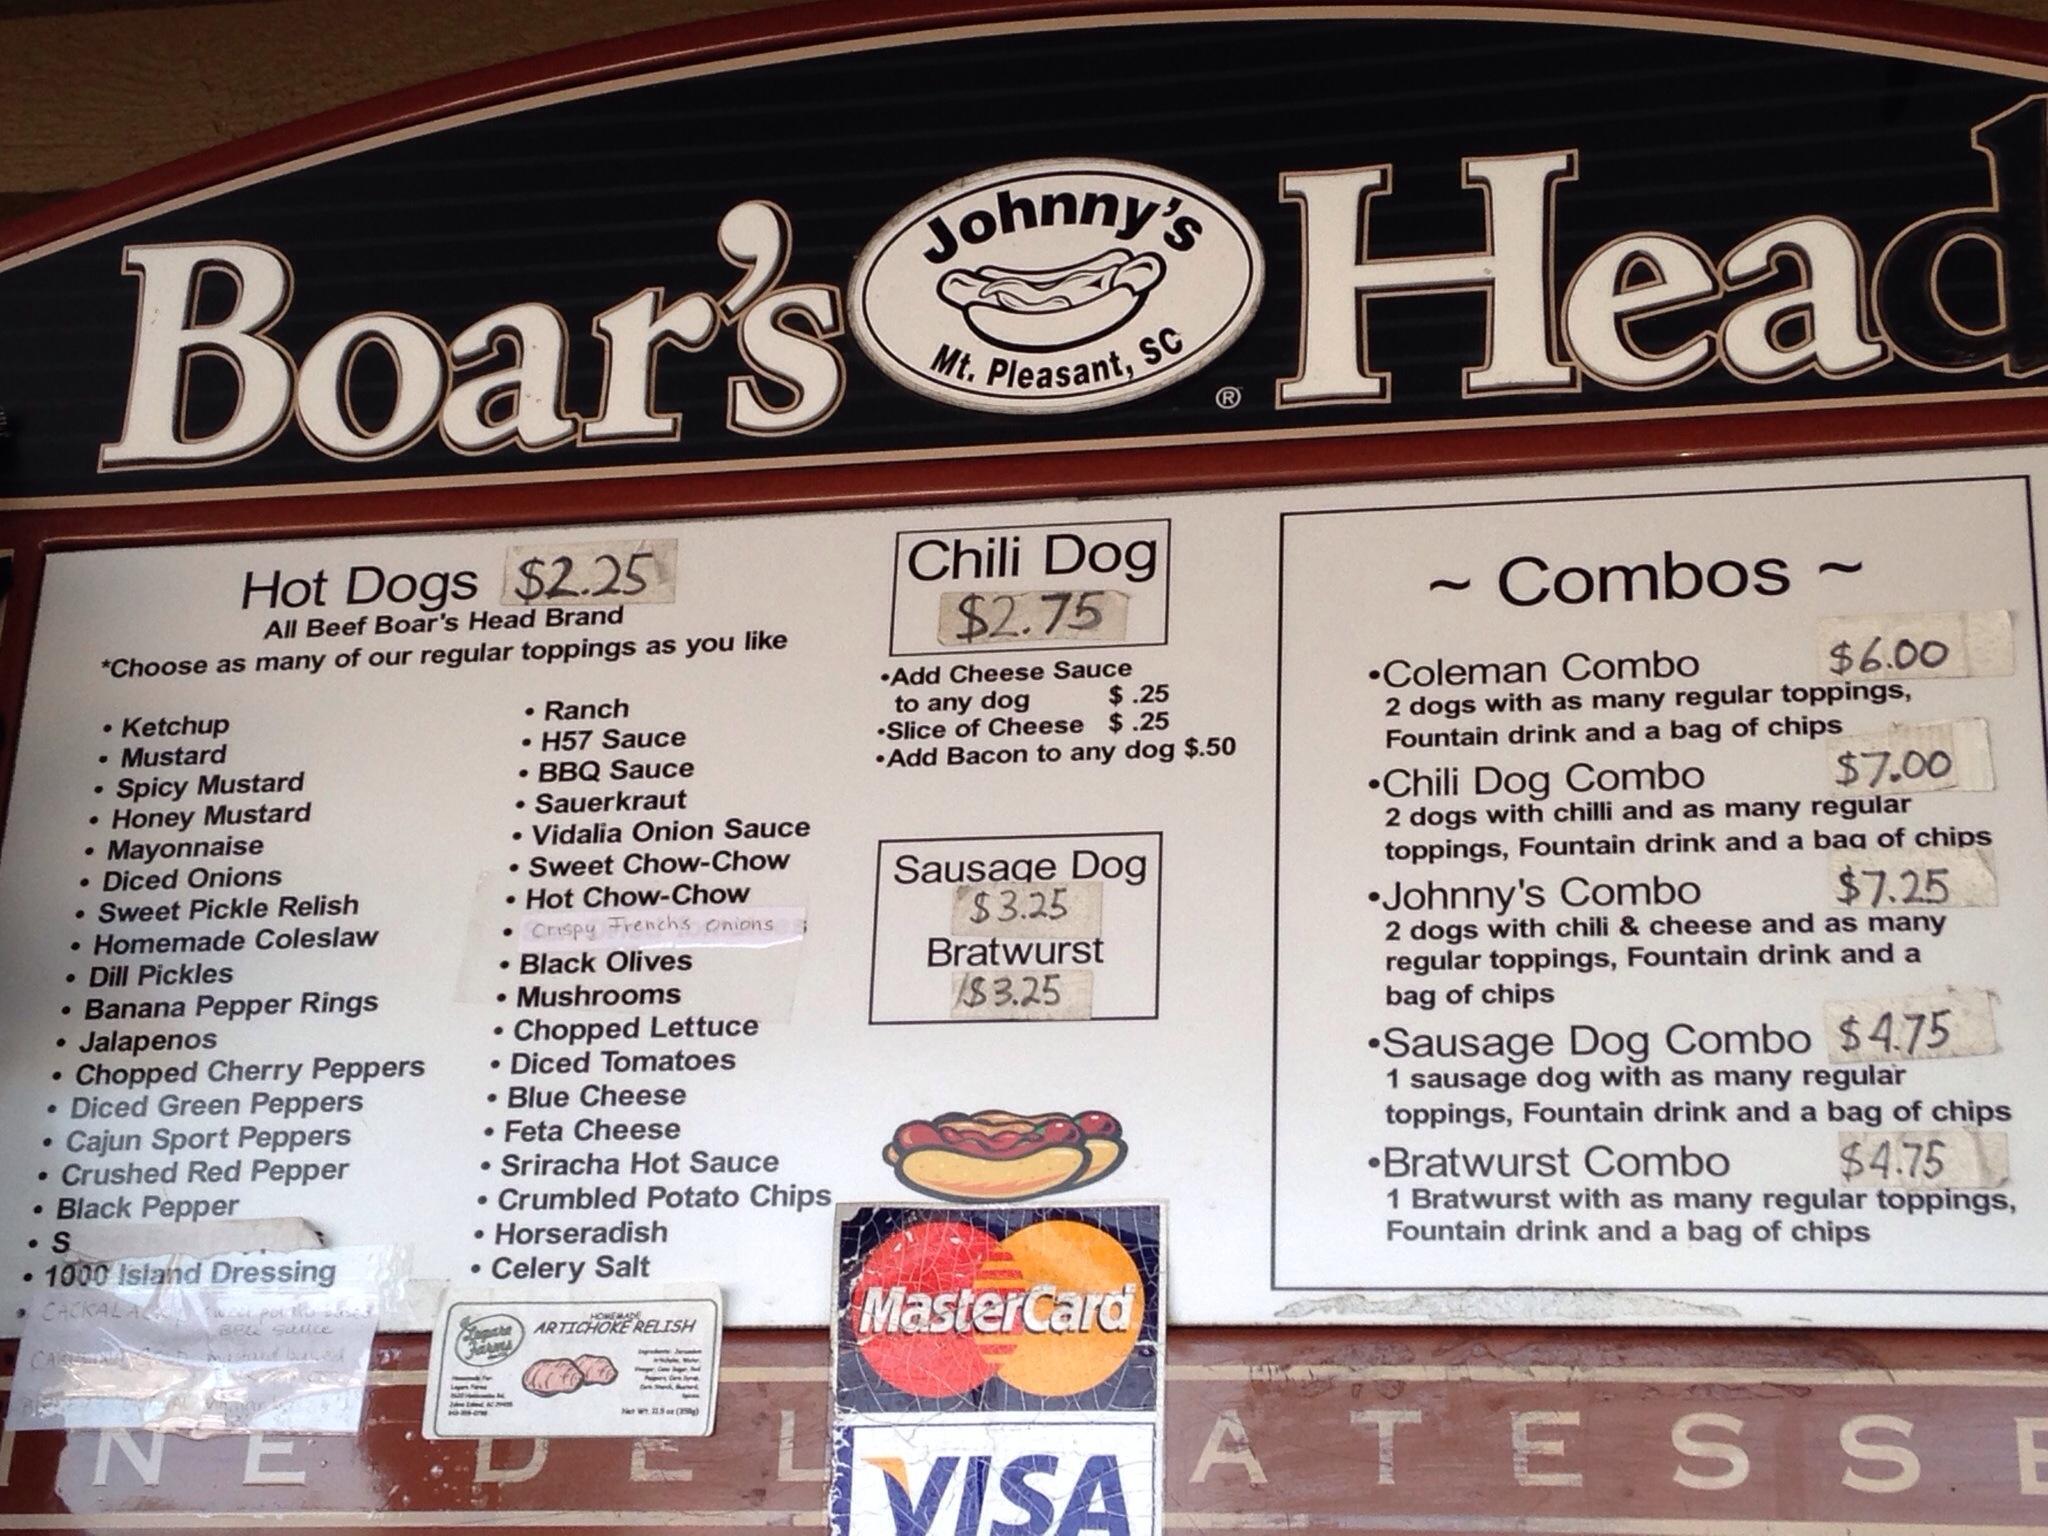 Boar's Head
Johnny's
Mt. Pleasant, SC
®
Hot Dogs $2.25
All Beef Boar's Head Brand
*Choose as many of our regular toppings as you like
• Ketchup
• Mustard
• Spicy Mustard
• Honey Mustard
• Mayonnaise
• Diced Onions
• Sweet Pickle Relish
• Homemade Coleslaw
• Dill Pickles
• Banana Pepper Rings
• Jalapenos
• Chopped Cherry Peppers
• Diced Green Peppers
• Cajun Sport Peppers
• Crushed Red Pepper
• Black Pepper
• S
• 1000 Island Dressing
BBQ Sauce
mustard based
• Ranch
• H57 Sauce
• BBQ Sauce
• Sauerkraut
• Vidalia Onion Sauce
• Sweet Chow-Chow
• Hot Chow-Chow
• Crispy Frenchs Onions
• Black Olives
• Mushrooms
• Chopped Lettuce
• Diced Tomatoes
• Blue Cheese
• Feta Cheese
• Sriracha Hot Sauce
• Crumbled Potato Chips
• Horseradish
• Celery Salt
Legare Farms
HOMEMADE
ARTICHOKE RELISH
Chili Dog
$2.75
•Add Cheese Sauce
to any dog $ .25
•Slice of Cheese $ .25
•Add Bacon to any dog $.50
Sausage Dog
$3.25
Bratwurst
$3.25
MasterCard
VISA
~ Combos ~
•Coleman Combo $6.00
2 dogs with as many regular toppings,
Fountain drink and a bag of chips
•Chili Dog Combo $7.00
2 dogs with chilli and as many regular
toppings, Fountain drink and a bag of chips
•Johnny's Combo $7.25
2 dogs with chili & cheese and as many
regular toppings, Fountain drink and a
bag of chips
•Sausage Dog Combo $4.75
1 sausage dog with as many regular
toppings, Fountain drink and a bag of chips
•Bratwurst Combo $4.75
1 Bratwurst with as many regular toppings,
Fountain drink and a bag of chips
INE DEL ATESSE